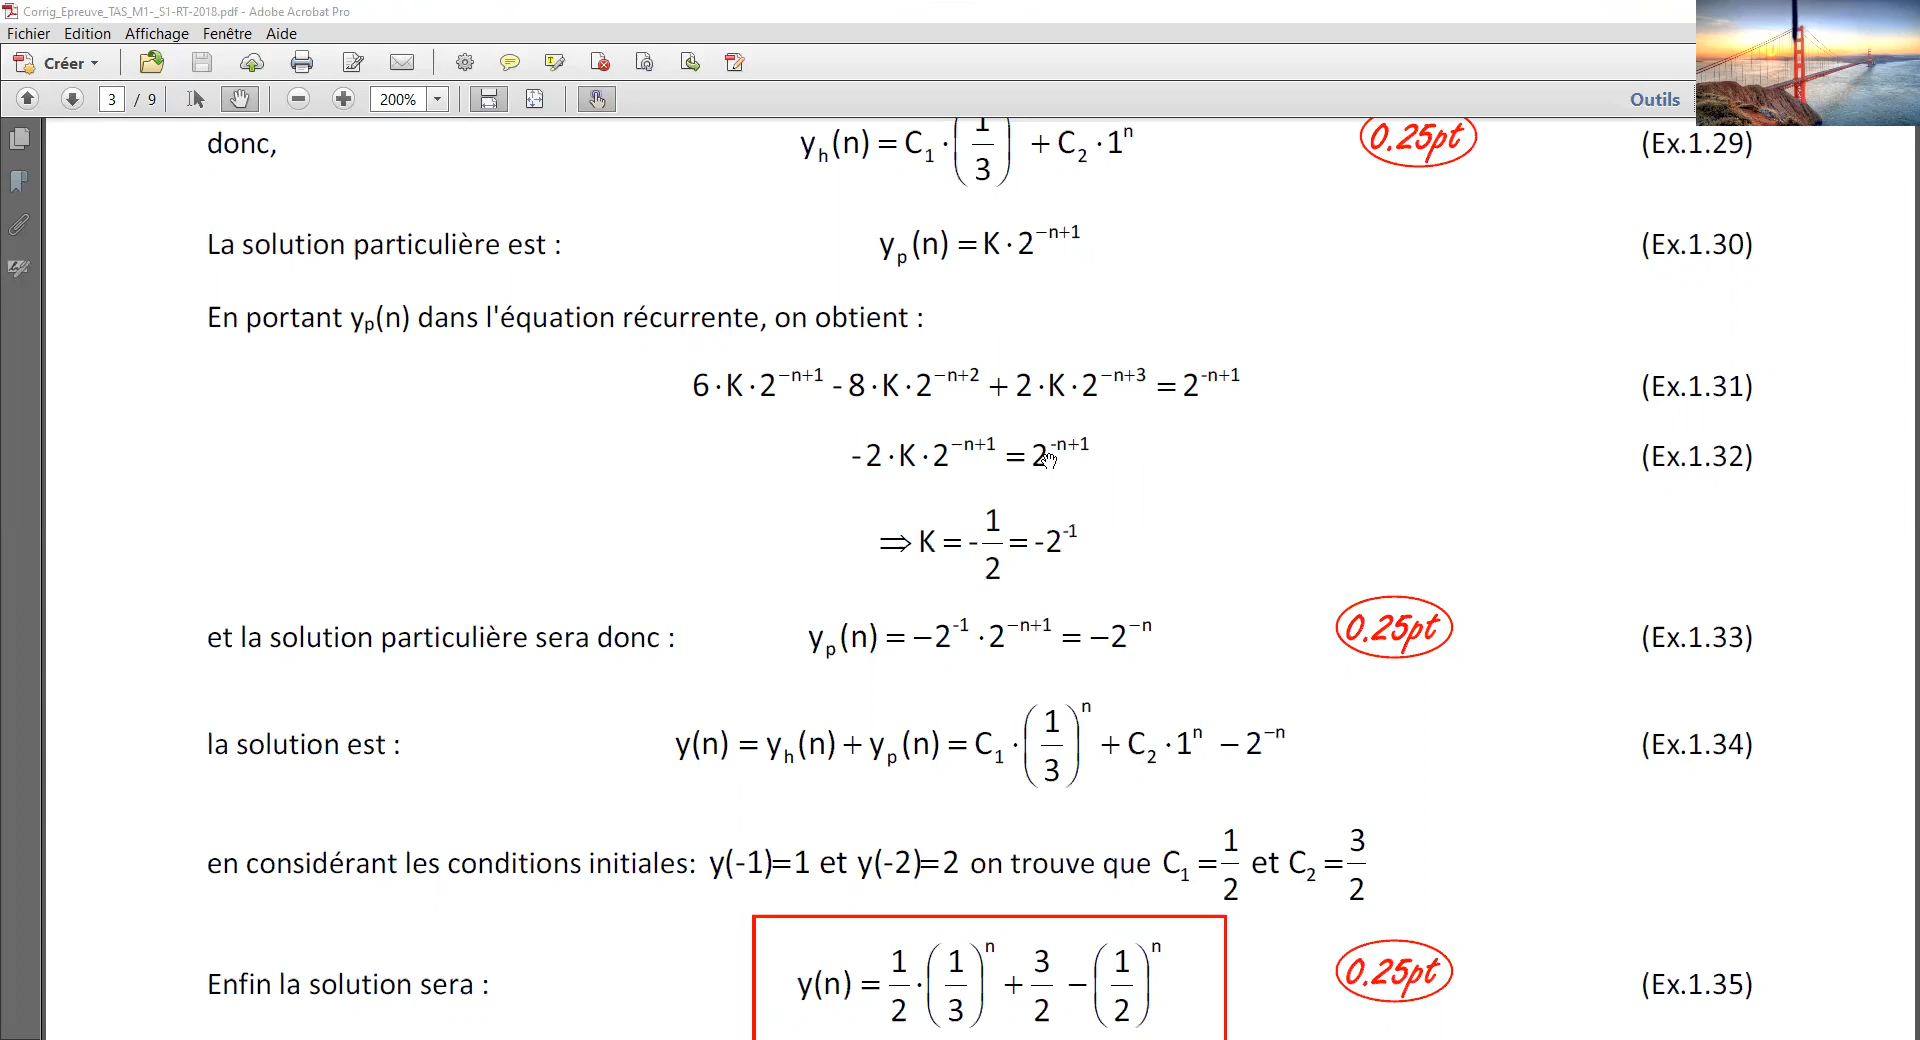 Corrig_Epreuve_TAS_M1-_S1-RT-2018.pdf - Adobe Acrobat Pro
Fichier Edition Affichage Fenêtre Aide
Créer
3 / 9 200% Outils
donc, y_h(n) = C_1 · (1/3) + C_2 · 1^n 0.25pt (Ex.1.29)
La solution particulière est : y_p(n) = K · 2^(−n+1) (Ex.1.30)
En portant y_p(n) dans l'équation récurrente, on obtient :
6 · K · 2^(−n+1) - 8 · K · 2^(−n+2) + 2 · K · 2^(−n+3) = 2^(-n+1) (Ex.1.31)
-2 · K · 2^(−n+1) = 2^(-n+1) (Ex.1.32)
⇒ K = -1/2 = -2^(-1)
et la solution particulière sera donc : y_p(n) = −2^(-1) · 2^(−n+1) = −2^(−n) 0.25pt (Ex.1.33)
la solution est : y(n) = y_h(n) + y_p(n) = C_1 · (1/3)^n + C_2 · 1^n − 2^(−n) (Ex.1.34)
en considérant les conditions initiales: y(-1)=1 et y(-2)=2 on trouve que C_1 = 1/2 et C_2 = 3/2
Enfin la solution sera : y(n) = 1/2 · (1/3)^n + 3/2 − (1/2)^n 0.25pt (Ex.1.35)